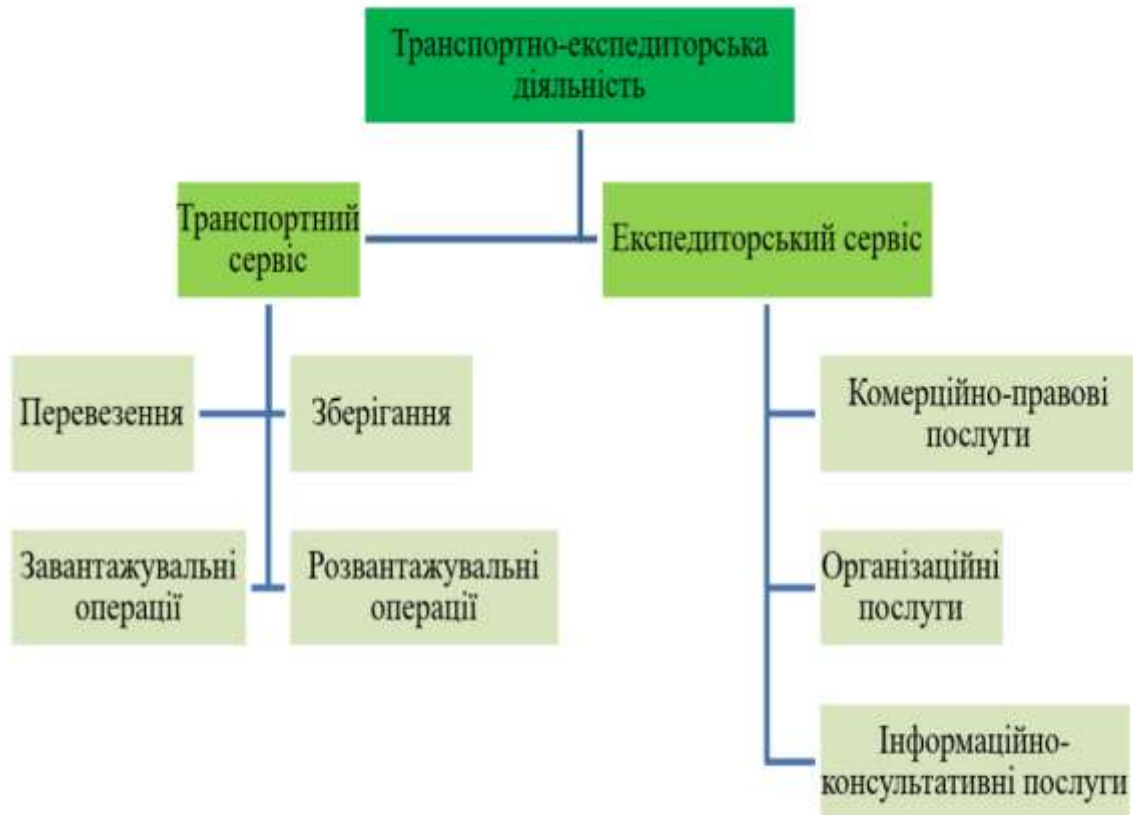 Транспортно-експедиторська
діяльність
Транспортний
сервіс
Експедиторський сервіс
Перевезення
Зберігання
Комерційно-правові
послуги
Завантажувальні
операції
Розвантажувальні
операції
Організаційні
послуги
Інформаційно-
консультативні послуги